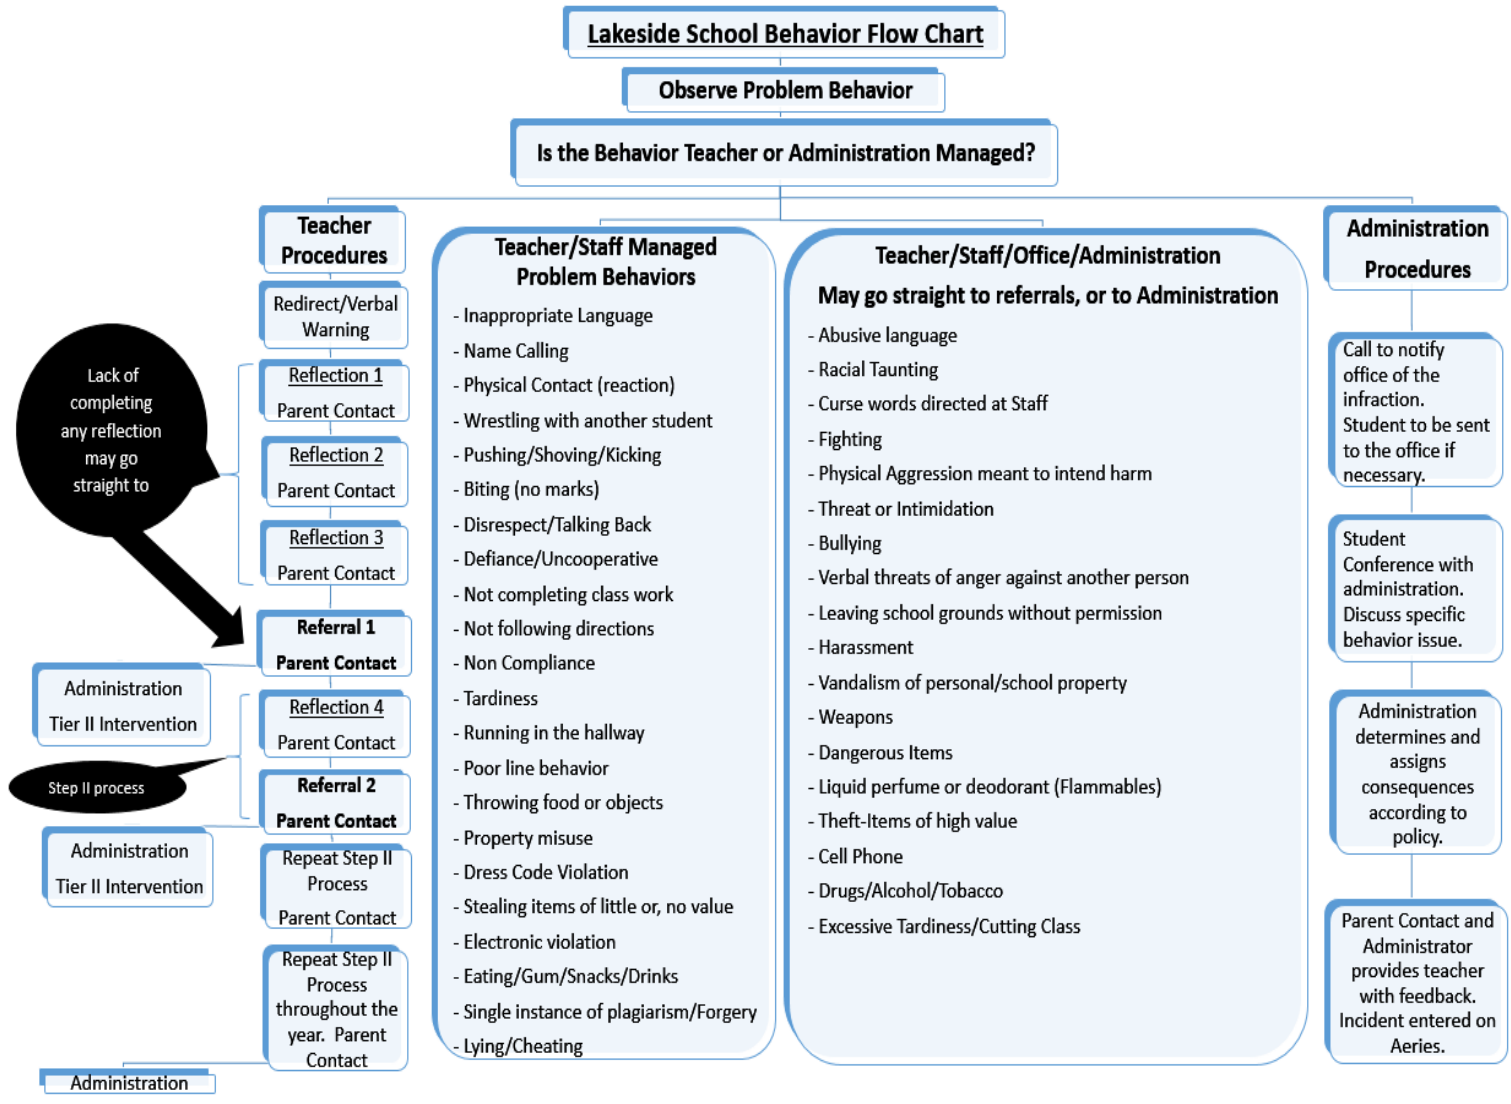 Lakeside School Behavior Flow Chart
Observe Problem Behavior
Is the Behavior Teacher or Administration Managed?
Teacher
Procedures
Redirect/Verbal
Warning
Reflection 1
Parent Contact
Reflection 2
Parent Contact
Reflection 3
Parent Contact
Referral 1
Parent Contact
Reflection 4
Parent Contact
Referral 2
Parent Contact
Repeat Step II
Process
Parent Contact
Repeat Step II
Process
throughout the
year.  Parent
Contact
Lack of
completing
any reflection
may go
straight to
Administration
Tier II Intervention
Step II process
Administration
Tier II Intervention
Administration
Teacher/Staff Managed
Problem Behaviors
- Inappropriate Language
- Name Calling
- Physical Contact (reaction)
- Wrestling with another student
- Pushing/Shoving/Kicking
- Biting (no marks)
- Disrespect/Talking Back
- Defiance/Uncooperative
- Not completing class work
- Not following directions
- Non Compliance
- Tardiness
- Running in the hallway
- Poor line behavior
- Throwing food or objects
- Property misuse
- Dress Code Violation
- Stealing items of little or, no value
- Electronic violation
- Eating/Gum/Snacks/Drinks
- Single instance of plagiarism/Forgery
- Lying/Cheating
Teacher/Staff/Office/Administration
May go straight to referrals, or to Administration
- Abusive language
- Racial Taunting
- Curse words directed at Staff
- Fighting
- Physical Aggression meant to intend harm
- Threat or Intimidation
- Bullying
- Verbal threats of anger against another person
- Leaving school grounds without permission
- Harassment
- Vandalism of personal/school property
- Weapons
- Dangerous Items
- Liquid perfume or deodorant (Flammables)
- Theft-Items of high value
- Cell Phone
- Drugs/Alcohol/Tobacco
- Excessive Tardiness/Cutting Class
Administration
Procedures
Call to notify
office of the
infraction.
Student to be sent
to the office if
necessary.
Student
Conference with
administration.
Discuss specific
behavior issue.
Administration
determines and
assigns
consequences
according to
policy.
Parent Contact and
Administrator
provides teacher
with feedback.
Incident entered on
Aeries.